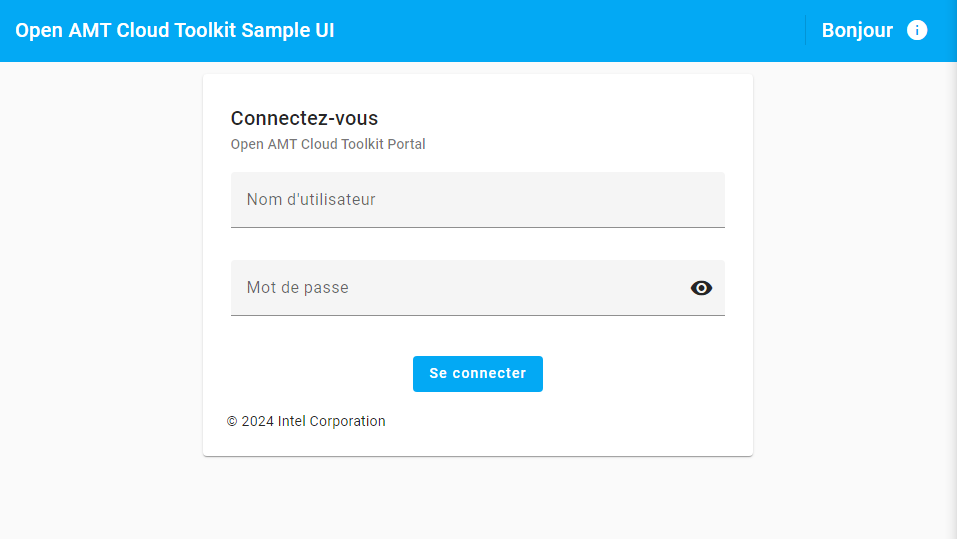 Open AMT Cloud Toolkit Sample UI
Bonjour
Connectez-vous
Open AMT Cloud Toolkit Portal
Nom d'utilisateur
Mot de passe
Se connecter
© 2024 Intel Corporation